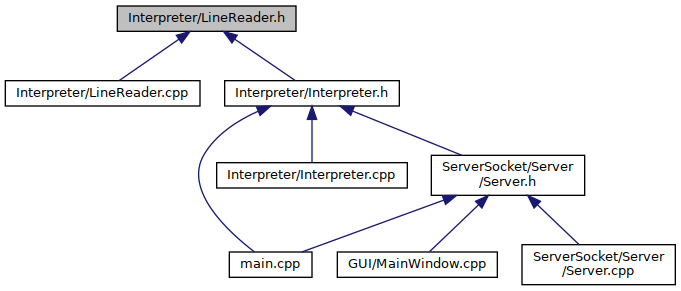 Interpreter/LineReader.h
Interpreter/LineReader.cpp
Interpreter/Interpreter.h
Interpreter/Interpreter.cpp
ServerSocket/Server
/Server.h
main.cpp
GUI/MainWindow.cpp
ServerSocket/Server
/Server.cpp